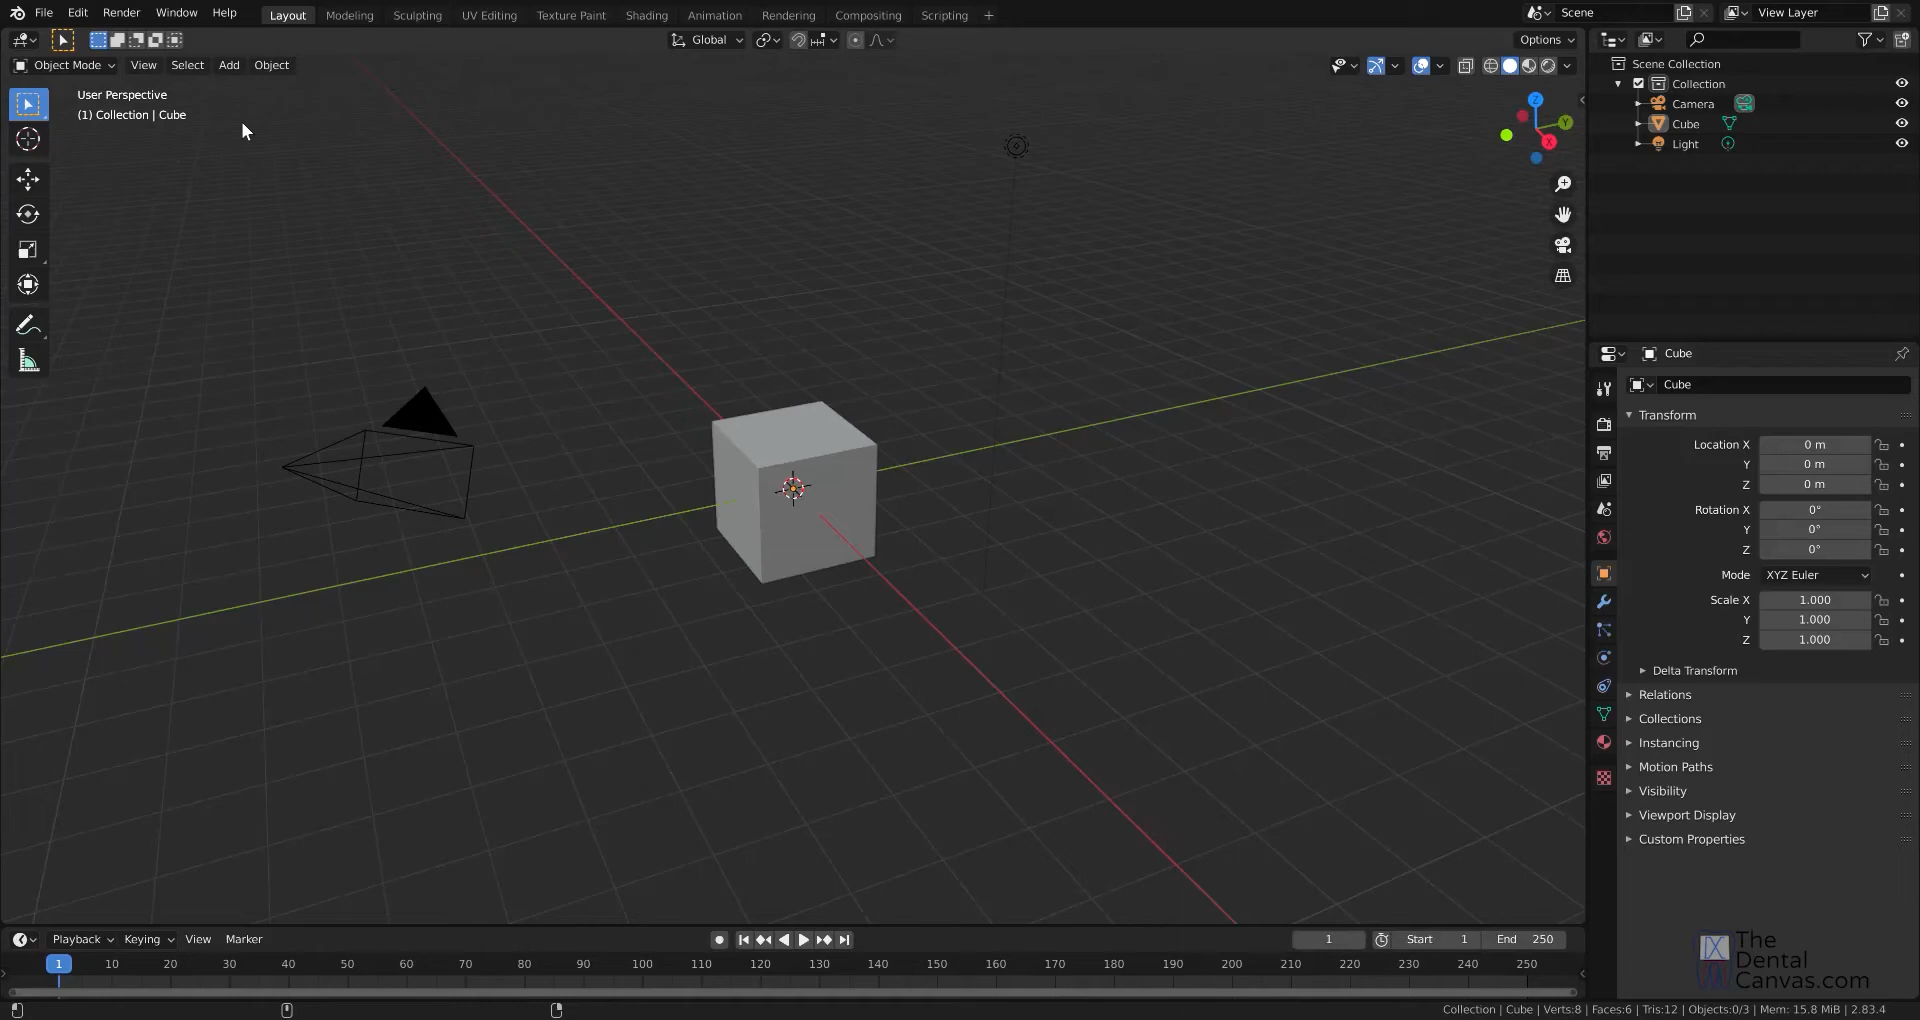 File Edit Render Window Help Layout Modeling Sculpting UV Editing Texture Paint Shading Animation Rendering Compositing Scripting + Scene View Layer
Global Options
Object Mode View Select Add Object
User Perspective
(1) Collection | Cube
Z
Y
X
Scene Collection
Collection
Camera
Cube
Light
Cube
Cube
Transform
Location X 0 m
Y 0 m
Z 0 m
Rotation X 0°
Y 0°
Z 0°
Mode XYZ Euler
Scale X 1.000
Y 1.000
Z 1.000
Delta Transform
Relations
Collections
Instancing
Motion Paths
Visibility
Viewport Display
Custom Properties
Playback Keying View Marker 1 Start 1 End 250
1 10 20 30 40 50 60 70 80 90 100 110 120 130 140 150 160 170 180 190 200 210 220 230 240 250
The
Dental
Canvas.com
Collection | Cube | Verts:8 | Faces:6 | Tris:12 | Objects:0/3 | Mem: 15.8 MiB | 2.83.4